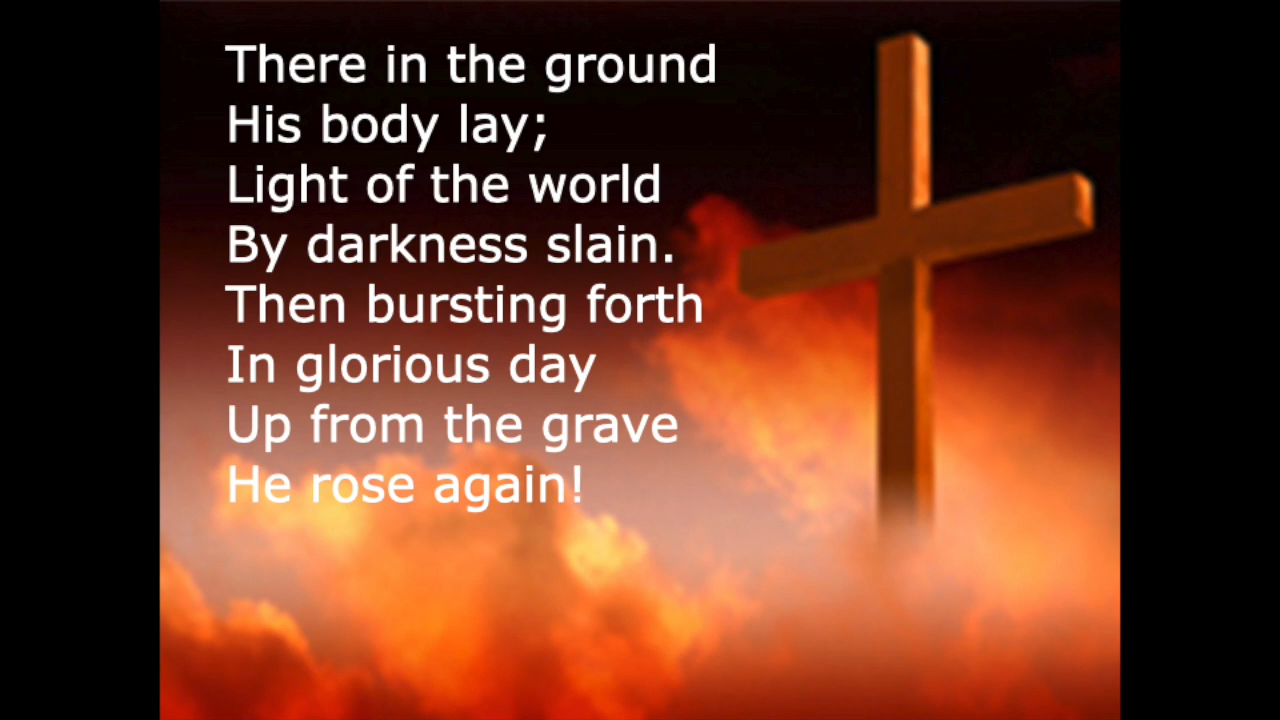 There in the ground
His body lay;
Light of the world
By darkness slain.
Then bursting forth
In glorious day
Up from the grave
He rose again!